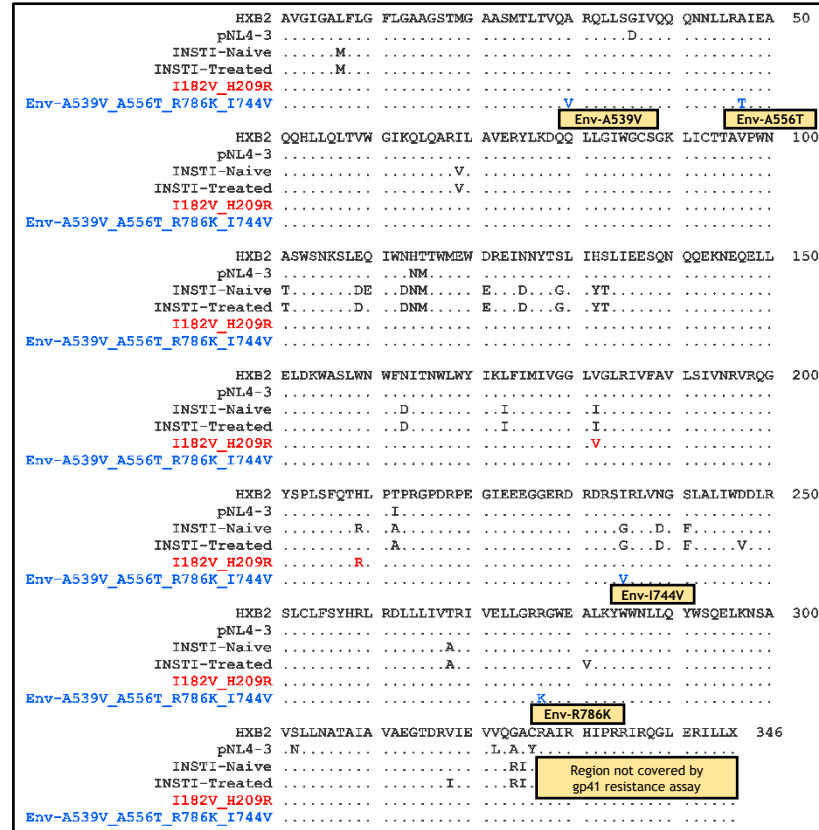 HXB2 AVGIGALFLG FLGAAGSTMG AASMTLTVQA RQLLSGIVQQ QNNLLRAIEA 50
pNL4-3 .......... .......... .......... .....D.... ..........
INSTI-Naive ......M... .......... .......... .......... ..........
INSTI-Treated ......M... .......... .......... .......... ..........
I182V_H209R .......... .......... .......... .......... ..........
Env-A539V_A556T_R786K_I744V .......... .......... .........V .......... ......T...
Env-A539V Env-A556T
HXB2 QQHLLQLTVW GIKQLQARIL AVERYLKDQQ LLGIWGCSGK LICTTAVPWN 100
pNL4-3 .......... .......... .......... .......... ..........
INSTI-Naive .......... ........V. .......... .......... ..........
INSTI-Treated .......... ........V. .......... .......... ..........
I182V_H209R .......... .......... .......... .......... ..........
Env-A539V_A556T_R786K_I744V .......... .......... .......... .......... ..........
HXB2 ASWSNKSLEQ IWNHTTWMEW DREINNYTSL IHSLIEESQN QQEKNEQELL 150
pNL4-3 .......... ...NM..... .......... .......... ..........
INSTI-Naive T.......DE ..DNM..... E...D...G. .YT....... ..........
INSTI-Treated T.......D. ..DNM..... E...D...G. .YT....... ..........
I182V_H209R .......... .......... .......... .......... ..........
Env-A539V_A556T_R786K_I744V .......... .......... .......... .......... ..........
HXB2 ELDKWASLWN WFNITNWLWY IKLFIMIVGG LVGLRIVFAV LSIVNRVRQG 200
pNL4-3 .......... .......... .......... .......... ..........
INSTI-Naive .......... ..D....... ..I....... .I........ ..........
INSTI-Treated .......... ..D....... ..I....... .I........ ..........
I182V_H209R .......... .......... .......... .V........ ..........
Env-A539V_A556T_R786K_I744V .......... .......... .......... .......... ..........
HXB2 YSPLSFQTHL PTPRGPDRPE GIEEEGGERD RDRSIRLVNG SLALIWDDLR 250
pNL4-3 .......... .I........ .......... .......... ..........
INSTI-Naive ........R. .A........ .......... ....G...D. F.........
INSTI-Treated .......... .A........ .......... ....G...D. F.....V...
I182V_H209R ........R. .......... .......... .......... ..........
Env-A539V_A556T_R786K_I744V .......... .......... .......... ....V..... ..........
Env-I744V
HXB2 SLCLFSYHRL RDLLLIVTRI VELLGRRGWE ALKYWWNLLQ YWSQELKNSA 300
pNL4-3 .......... .......... .......... .......... ..........
INSTI-Naive .......... .......A.. .......... .......... ..........
INSTI-Treated .......... .......A.. .......... V......... ..........
I182V_H209R .......... .......... .......... .......... ..........
Env-A539V_A556T_R786K_I744V .......... .......... ......K... .......... ..........
Env-R786K
HXB2 VSLLNATAIA VAEGTDRVIE VVQGACRAIR HIPRRIRQGL ERILLX 346
pNL4-3 .N........ .......... .L.A.Y.... .......... ......
INSTI-Naive .......... .......... ...RI
INSTI-Treated .......... .......I.. ...RI
I182V_H209R .......... .......... .....
Env-A539V_A556T_R786K_I744V .......... .......... .......... .......... ......
Region not covered by
gp41 resistance assay